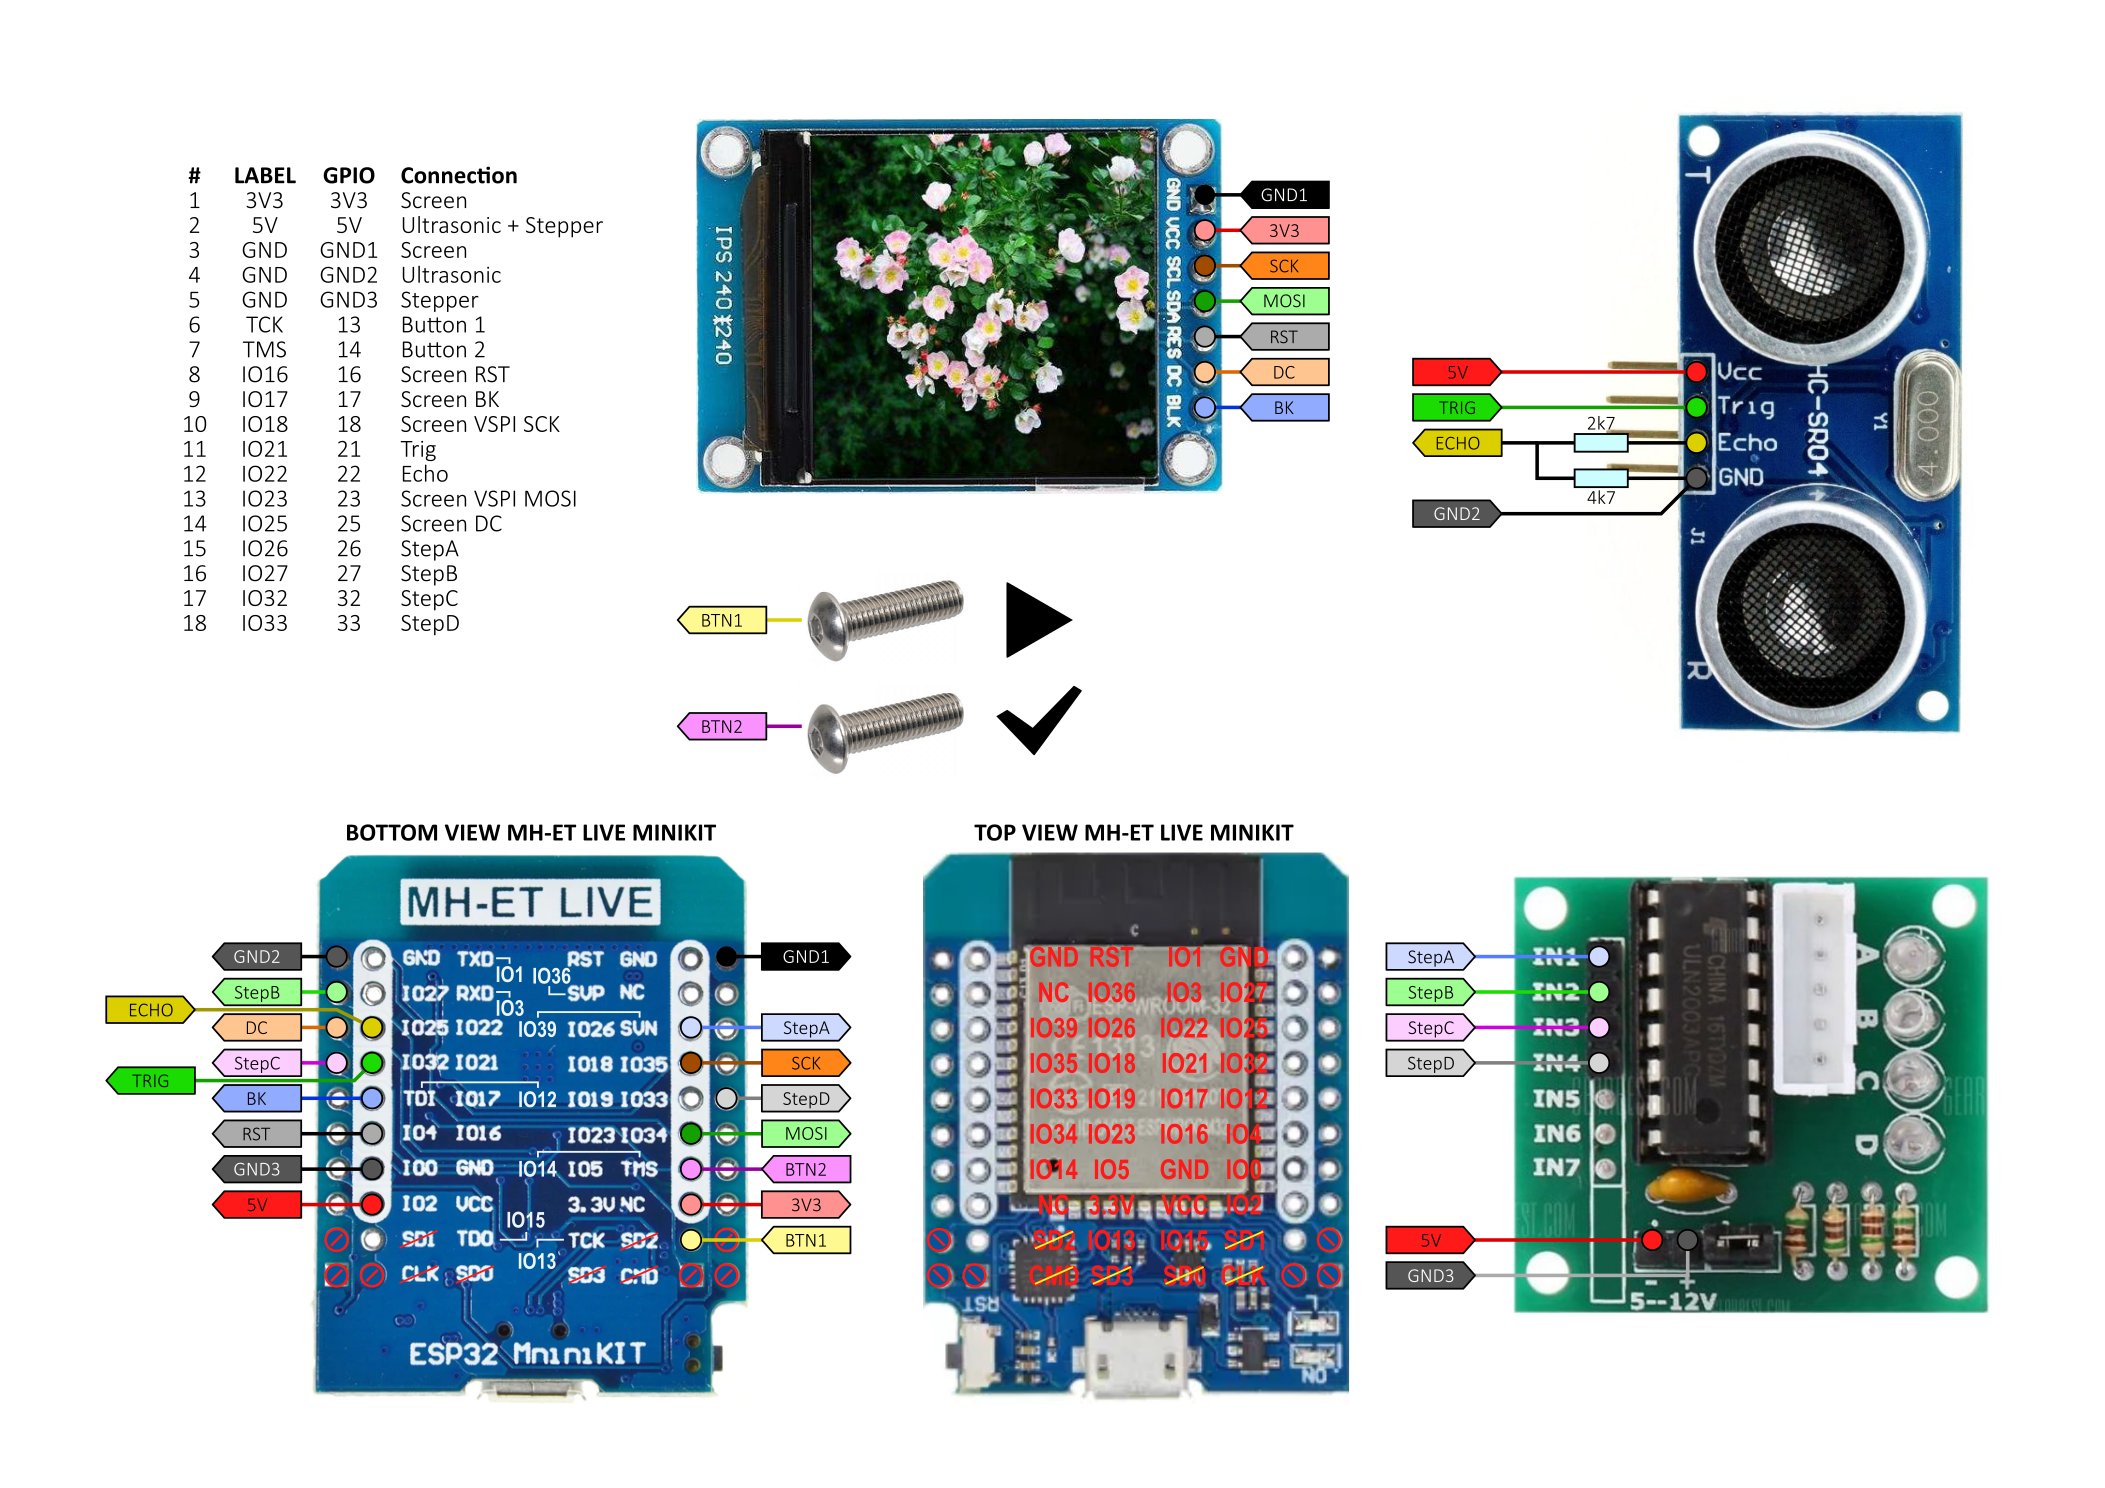 # LABEL GPIO Connection
1 3V3 3V3 Screen
2 5V 5V Ultrasonic + Stepper
3 GND GND1 Screen
4 GND GND2 Ultrasonic
5 GND GND3 Stepper
6 TCK 13 Button 1
7 TMS 14 Button 2
8 IO16 16 Screen RST
9 IO17 17 Screen BK
10 IO18 18 Screen VSPI SCK
11 IO21 21 Trig
12 IO22 22 Echo
13 IO23 23 Screen VSPI MOSI
14 IO25 25 Screen DC
15 IO26 26 StepA
16 IO27 27 StepB
17 IO32 32 StepC
18 IO33 33 StepD
IPS 240*240
GND VCC SCL SDA RES DC BLK
GND1
3V3
SCK
MOSI
RST
DC
BK
T
5V Vcc
TRIG Trig
ECHO 2k7 Echo
4k7 GND
GND2
HC-SR04
Y1
4.000
J1
R
BTN1
BTN2
BOTTOM VIEW MH-ET LIVE MINIKIT
MH-ET LIVE
GND2 GND TXD IO1 IO36 RST GND GND1
StepB IO27 RXD IO3 SVP NC
ECHO
DC IO25 IO22 IO39 IO26 SVN StepA
StepC IO32 IO21 IO18 IO35 SCK
TRIG
BK TDI IO17 IO12 IO19 IO33 StepD
RST IO4 IO16 IO23 IO34 MOSI
GND3 IO0 GND IO14 IO5 TMS BTN2
5V IO2 VCC 3.3V NC 3V3
IO15
SD1 TDO TCK SD2 BTN1
IO13
CLK SD0 SD3 CMD
ESP32 MniniKIT
TOP VIEW MH-ET LIVE MINIKIT
C
GND RST IO1 GND
NC IO36 IO3 IO27
IO39 IO26 IO22 IO25
IO35 IO18 IO21 IO32
IO33 IO19 IO17 IO12
IO34 IO23 IO16 IO4
IO14 IO5 GND IO0
NC 3.3V VCC IO2
SD2 IO13 IO15 SD1
CMD SD3 SD0 CLK
RST
L
ON
StepA IN1
StepB IN2
StepC IN3
StepD IN4
IN5
IN6
IN7
CHINA
ULN2003A
A
B
C
D
5V
GND3
- +
5--12V